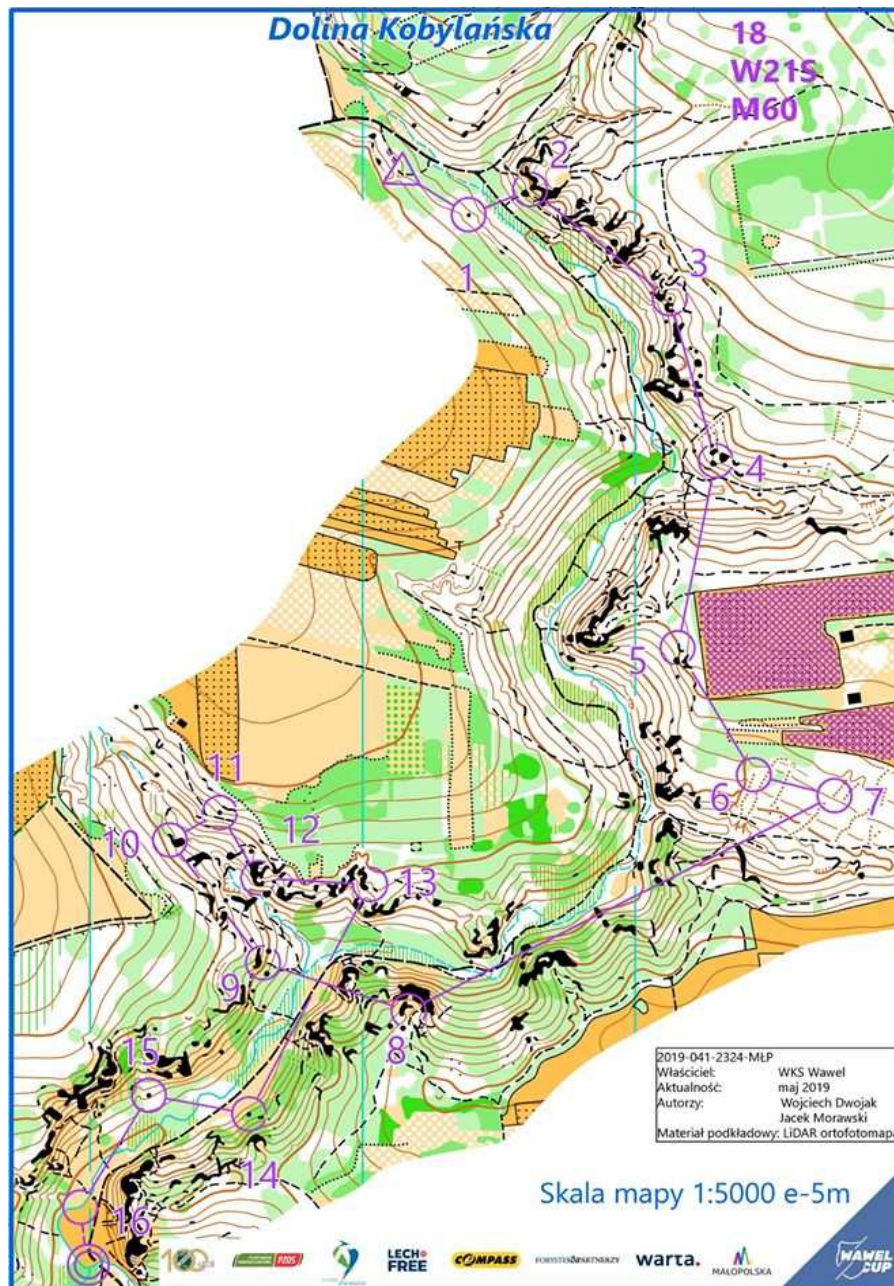 Dolina Kobylańska
18
W21S
M60
2
1
3
4
5
6
7
11
10
12
13
9
8
15
14
16
2019-041-2324-MŁP
Właściciel: WKS Wawel
Aktualność: maj 2019
Autorzy: Wojciech Dwojak
Jacek Morawski
Materiał podkładowy: LiDAR ortofotomapa
Skala mapy 1:5000 e-5m
100
PZOS
LECH
FREE
COMPASS
warta.
MAŁOPOLSKA
WAWEL
CUP